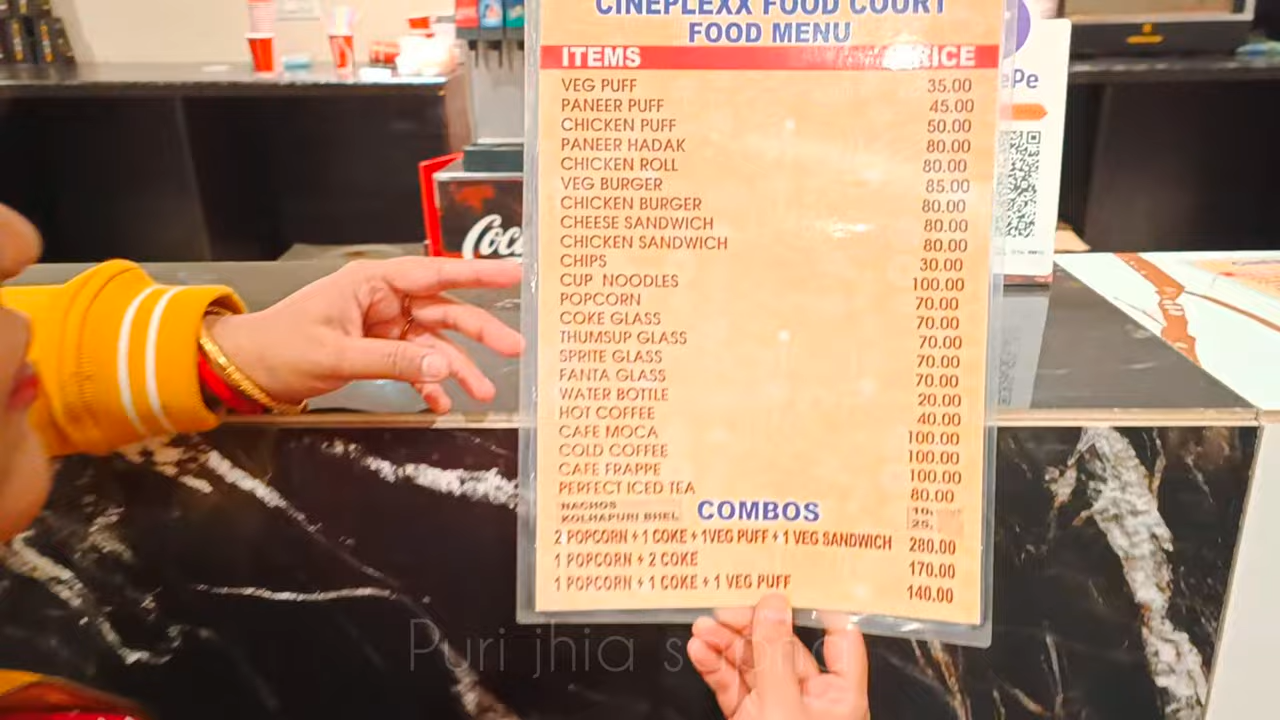 CINEPLEXX FOOD COURT
FOOD MENU
ITEMS PRICE
VEG PUFF 35.00
PANEER PUFF 45.00
CHICKEN PUFF 50.00
PANEER HADAK 80.00
CHICKEN ROLL 80.00
VEG BURGER 85.00
CHICKEN BURGER 80.00
CHEESE SANDWICH 80.00
CHICKEN SANDWICH 80.00
CHIPS 30.00
CUP NOODLES 100.00
POPCORN 70.00
COKE GLASS 70.00
THUMSUP GLASS 70.00
SPRITE GLASS 70.00
FANTA GLASS 70.00
WATER BOTTLE 20.00
HOT COFFEE 40.00
CAFE MOCA 100.00
COLD COFFEE 100.00
CAFE FRAPPE 100.00
PERFECT ICED TEA 80.00
NACHOS
KOLHAPURI BHEL
COMBOS
2 POPCORN + 1 COKE + 1VEG PUFF + 1 VEG SANDWICH 280.00
1 POPCORN + 2 COKE 170.00
1 POPCORN + 1 COKE + 1 VEG PUFF 140.00
ePe
Coc
Puri jhia sapna